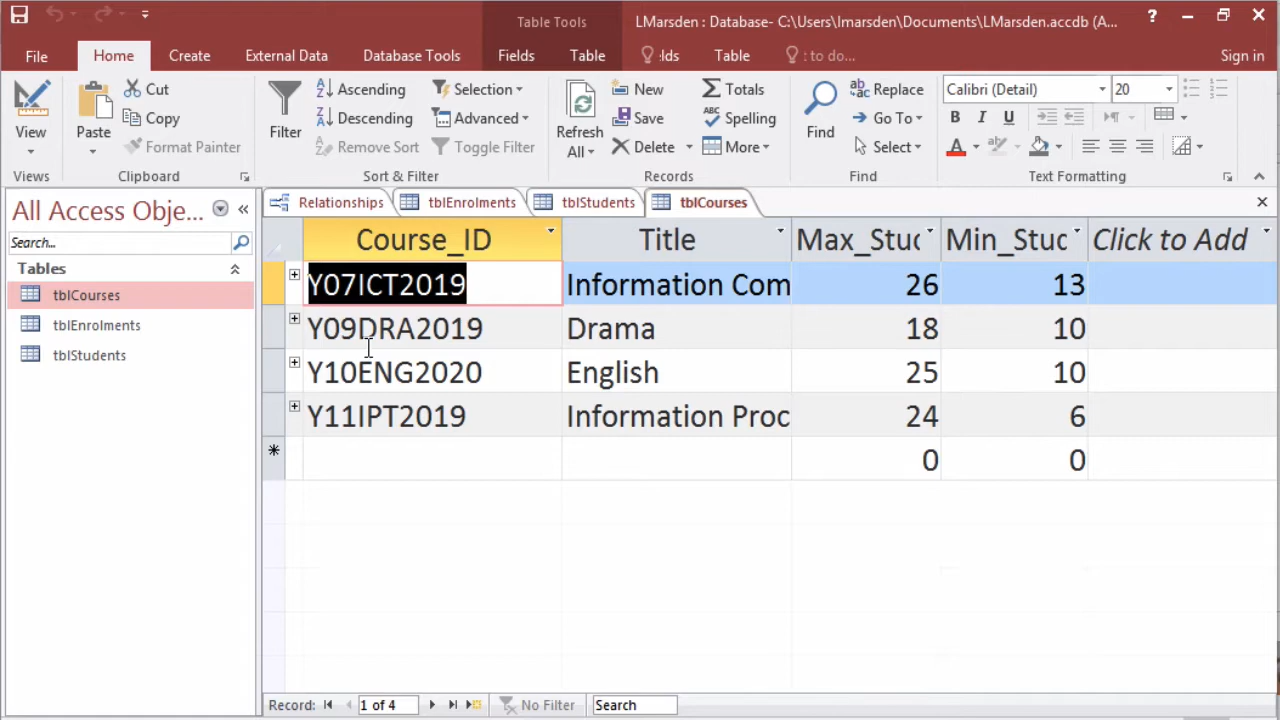 Table Tools
LMarsden : Database- C:\Users\lmarsden\Documents\LMarsden.accdb (A...
?
File Home Create External Data Database Tools Fields Table lds Table : to do... Sign in
View
Views
Paste
Cut
Copy
Format Painter
Clipboard
Filter
Ascending
Descending
Remove Sort
Selection
Advanced
Toggle Filter
Sort & Filter
Refresh
All
New
Save
Delete
Totals
Spelling
More
Records
Find
Replace
Go To
Select
Find
Calibri (Detail) 20
B I U
A
Text Formatting
All Access Obje...
Search...
Tables
tblCourses
tblEnrolments
tblStudents
Relationships tblEnrolments tblStudents tblCourses
Course_ID Title Max_Stuc Min_Stuc Click to Add
Y07ICT2019 Information Com 26 13
Y09DRA2019 Drama 18 10
Y10ENG2020 English 25 10
Y11IPT2019 Information Proc 24 6
* 0 0
Record: 1 of 4 No Filter Search